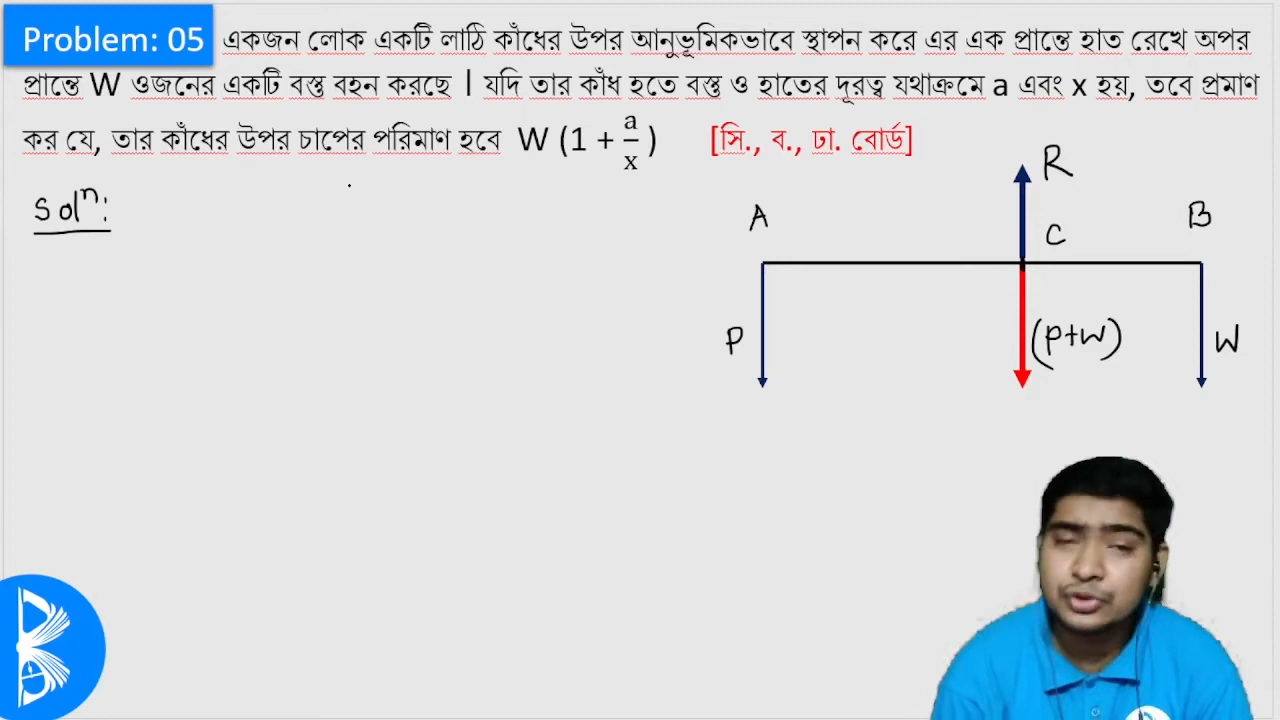 Problem: 05 একজন লোক একটি লাঠি কাঁধের উপর আনুভূমিকভাবে স্থাপন করে এর এক প্রান্তে হাত রেখে অপর
প্রান্তে W ওজনের একটি বস্তু বহন করছে । যদি তার কাঁধ হতে বস্তু ও হাতের দূরত্ব যথাক্রমে a এবং x হয়, তবে প্রমাণ
কর যে, তার কাঁধের উপর চাপের পরিমাণ হবে W (1 + a/x) [সি., ব., ঢা. বোর্ড]
Solⁿ:
R
A
C
B
P
(P+W)
W